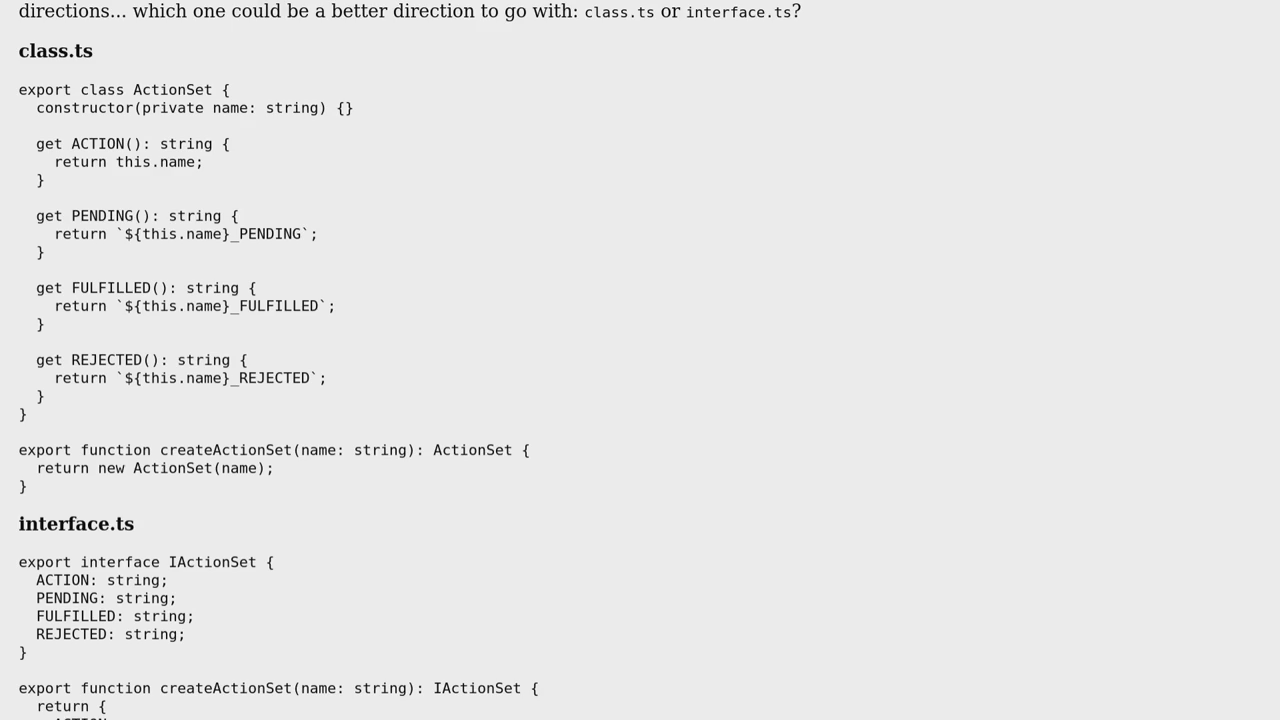 directions... which one could be a better direction to go with: class.ts or interface.ts?
class.ts
export class ActionSet {
  constructor(private name: string) {}
  get ACTION(): string {
    return this.name;
  }
  get PENDING(): string {
    return `${this.name}_PENDING`;
  }
  get FULFILLED(): string {
    return `${this.name}_FULFILLED`;
  }
  get REJECTED(): string {
    return `${this.name}_REJECTED`;
  }
}
export function createActionSet(name: string): ActionSet {
  return new ActionSet(name);
}
interface.ts
export interface IActionSet {
  ACTION: string;
  PENDING: string;
  FULFILLED: string;
  REJECTED: string;
}
export function createActionSet(name: string): IActionSet {
  return {